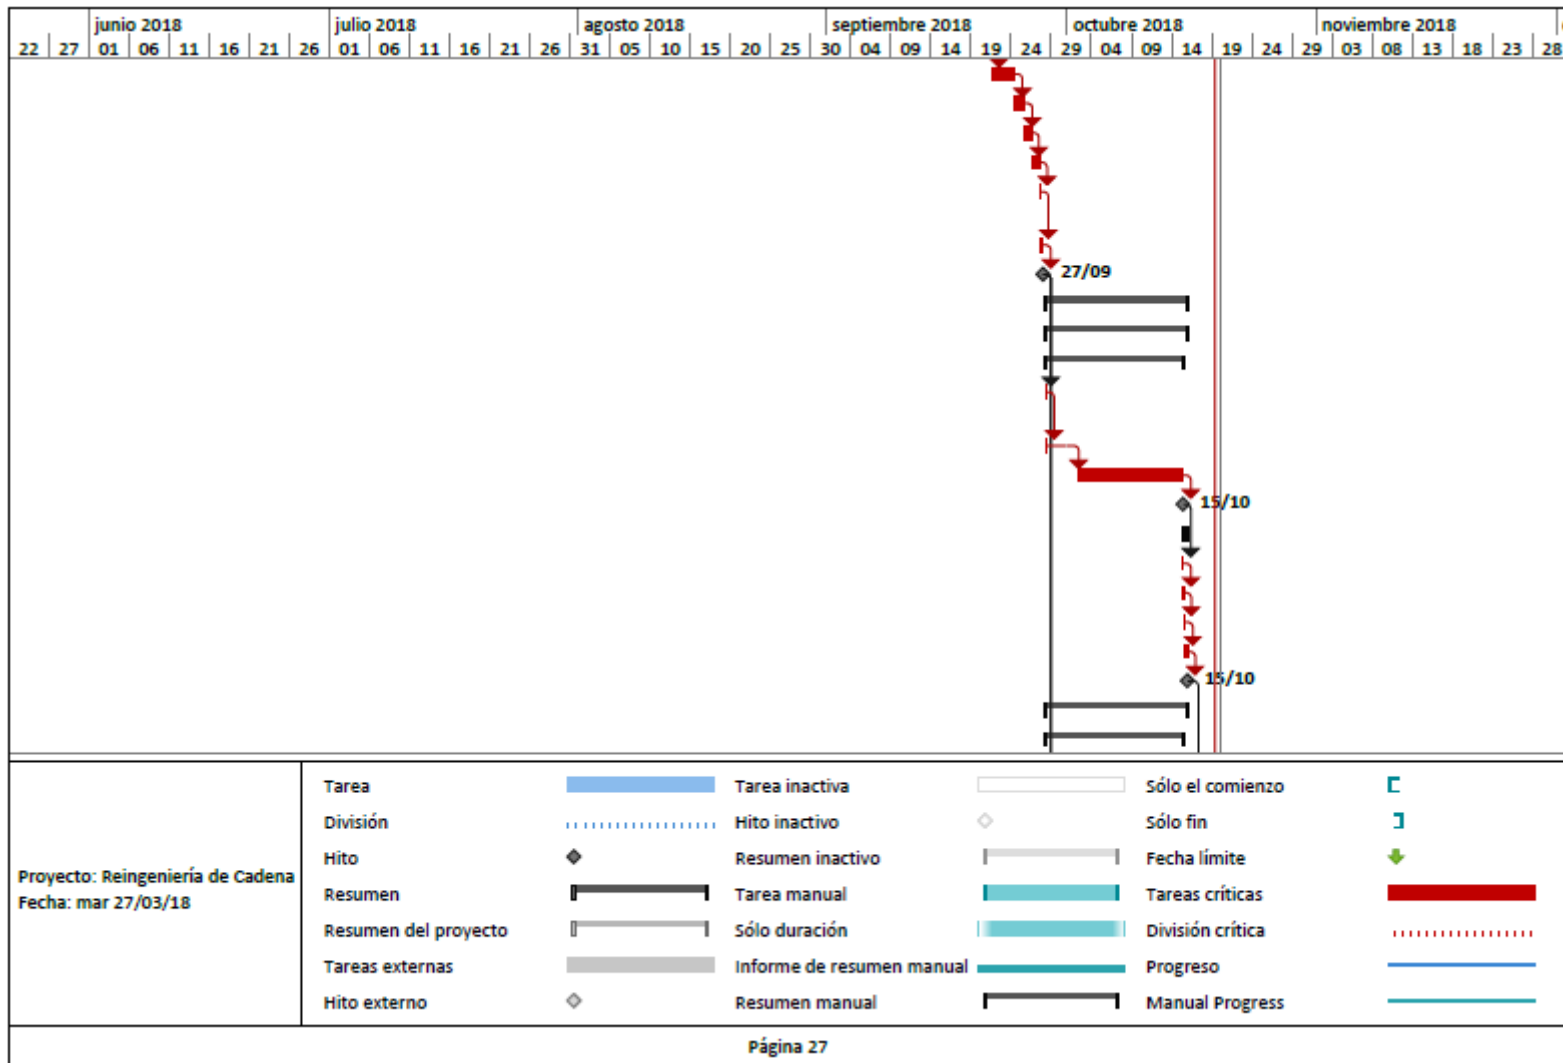 junio 2018 julio 2018 agosto 2018 septiembre 2018 octubre 2018 noviembre 2018
22 27 01 06 11 16 21 26 01 06 11 16 21 26 31 05 10 15 20 25 30 04 09 14 19 24 29 04 09 14 19 24 29 03 08 13 18 23 28
27/09
15/10
15/10
Tarea Tarea inactiva Sólo el comienzo
División Hito inactivo Sólo fin
Hito Resumen inactivo Fecha límite
Proyecto: Reingeniería de Cadena
Fecha: mar 27/03/18
Resumen Tarea manual Tareas críticas
Resumen del proyecto Sólo duración División crítica
Tareas externas Informe de resumen manual Progreso
Hito externo Resumen manual Manual Progress
Página 27